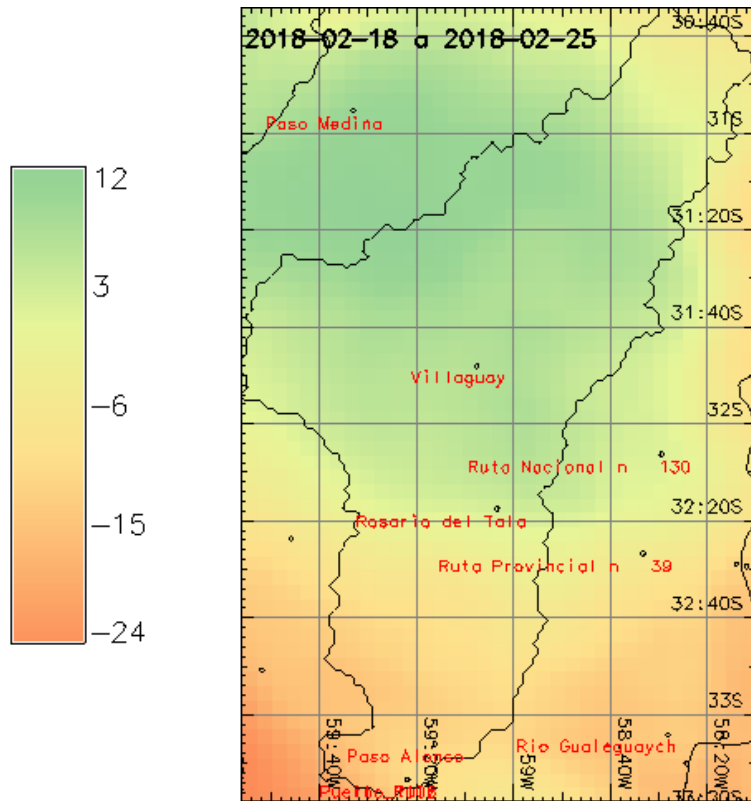 2018-02-18 a 2018-02-25
30:40S
Paso Medina
31S
12
31:20S
3
31:40S
Villaguay
-6
32S
Ruta Nacional n 130
32:20S
-15
Rosario del Tala
Ruta Provincial n 39
32:40S
-24
33S
59:40W
59:20W
59W
58:40W
58:20W
Rio Gualeguaych
Paso Alonso
Puerto Ruiz